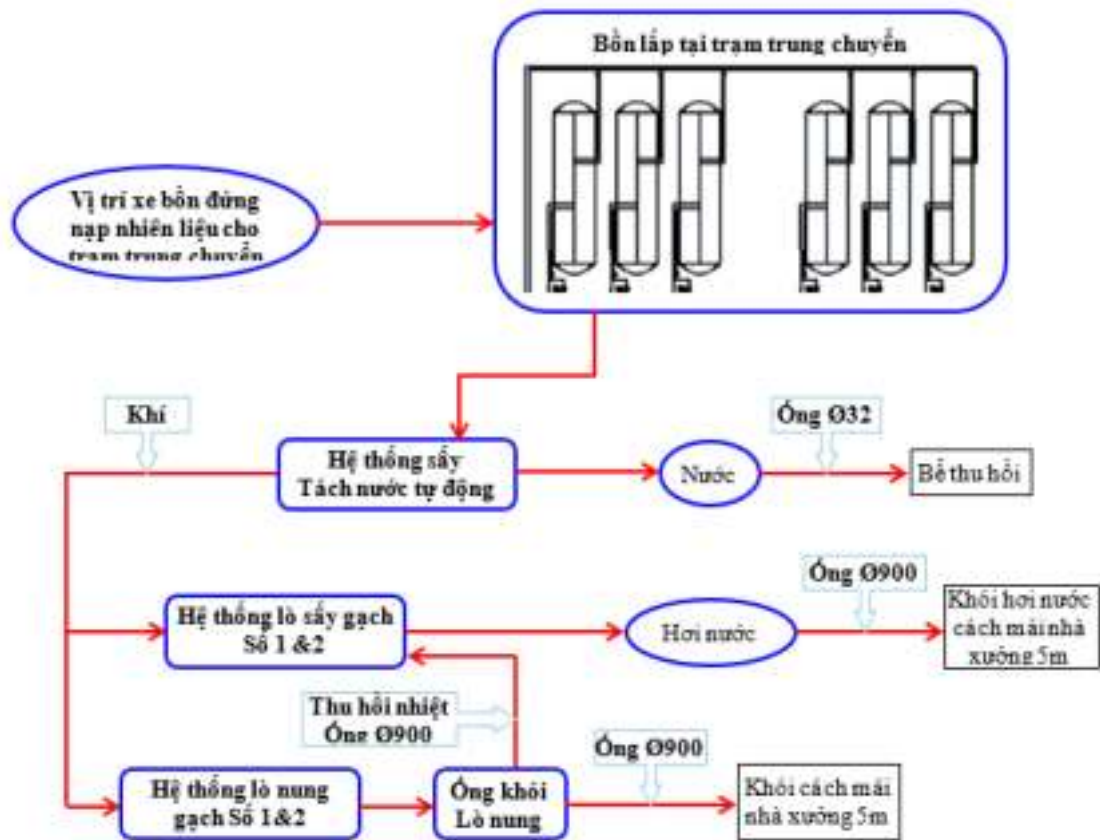 Bồn lắp tại trạm trung chuyển
Vị trí xe bồn đứng
nạp nhiên liệu cho
trạm trung chuyển
Khí
Ống Ø32
Hệ thống sấy
Tách nước tự động
Nước
Bể thu hồi
Ống Ø900
Hệ thống lò sấy gạch
Số 1 &2
Hơi nước
Khói hơi nước
cách mái nhà
xưởng 5m
Thu hồi nhiệt
Ống Ø900
Ống Ø900
Hệ thống lò nung
gạch Số 1&2
Ống khói
Lò nung
Khói cách mái
nhà xưởng 5m